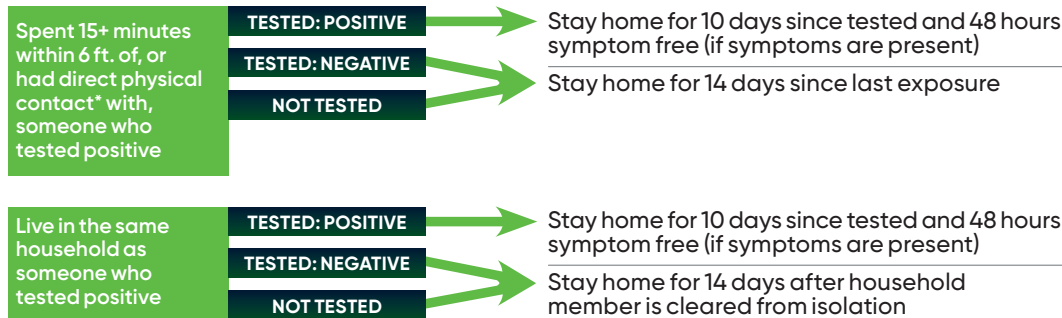 Spent 15+ minutes
within 6 ft. of, or
had direct physical
contact* with,
someone who
tested positive
TESTED: POSITIVE
TESTED: NEGATIVE
NOT TESTED
Stay home for 10 days since tested and 48 hours
symptom free (if symptoms are present)
Stay home for 14 days since last exposure
Live in the same
household as
someone who
tested positive
TESTED: POSITIVE
TESTED: NEGATIVE
NOT TESTED
Stay home for 10 days since tested and 48 hours
symptom free (if symptoms are present)
Stay home for 14 days after household
member is cleared from isolation